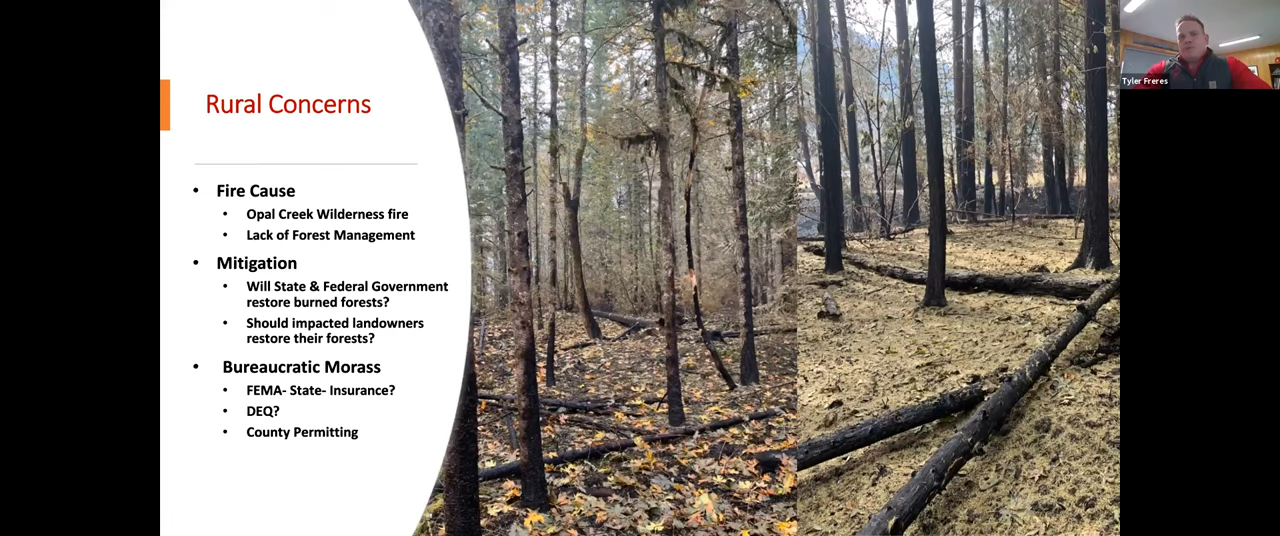 Rural Concerns
• Fire Cause
• Opal Creek Wilderness fire
• Lack of Forest Management
• Mitigation
• Will State & Federal Government
restore burned forests?
• Should impacted landowners
restore their forests?
• Bureaucratic Morass
• FEMA- State- Insurance?
• DEQ?
• County Permitting
Tyler Freres